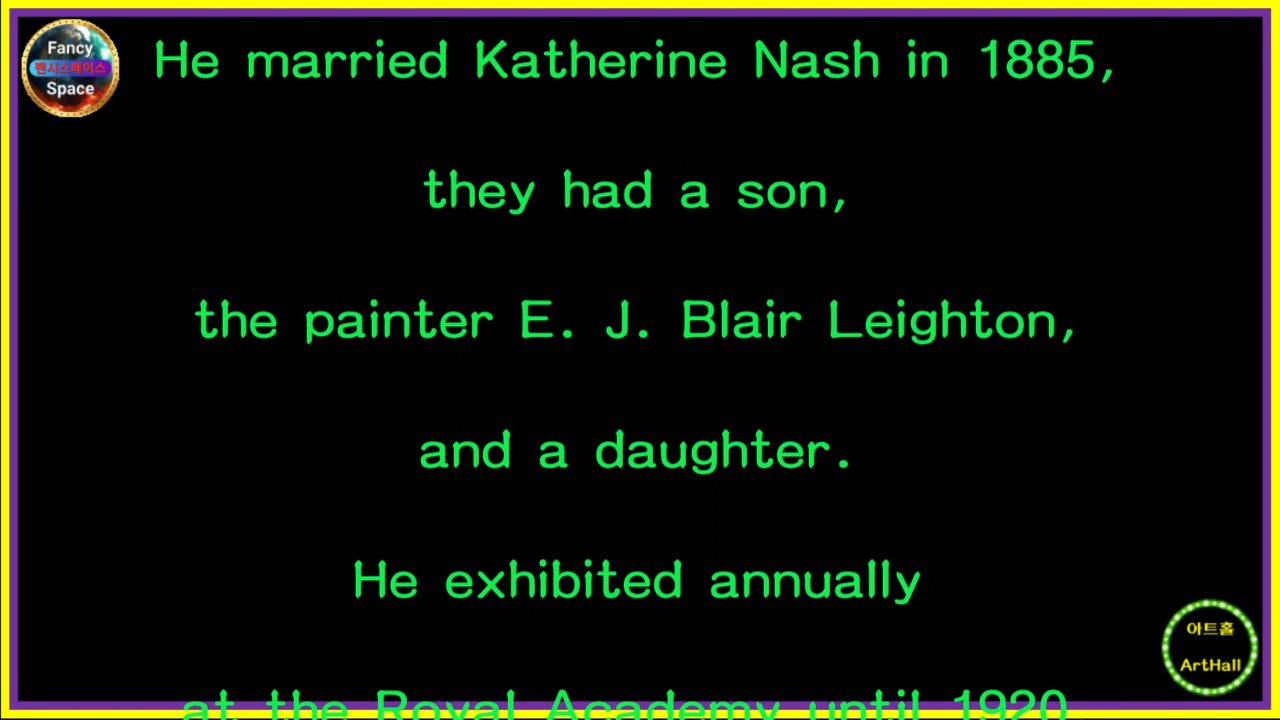 Fancy
팬시스페이스
Space
He married Katherine Nash in 1885,
they had a son,
the painter E. J. Blair Leighton,
and a daughter.
He exhibited annually
at the Royal Academy until 1920
아트홀
ArtHall